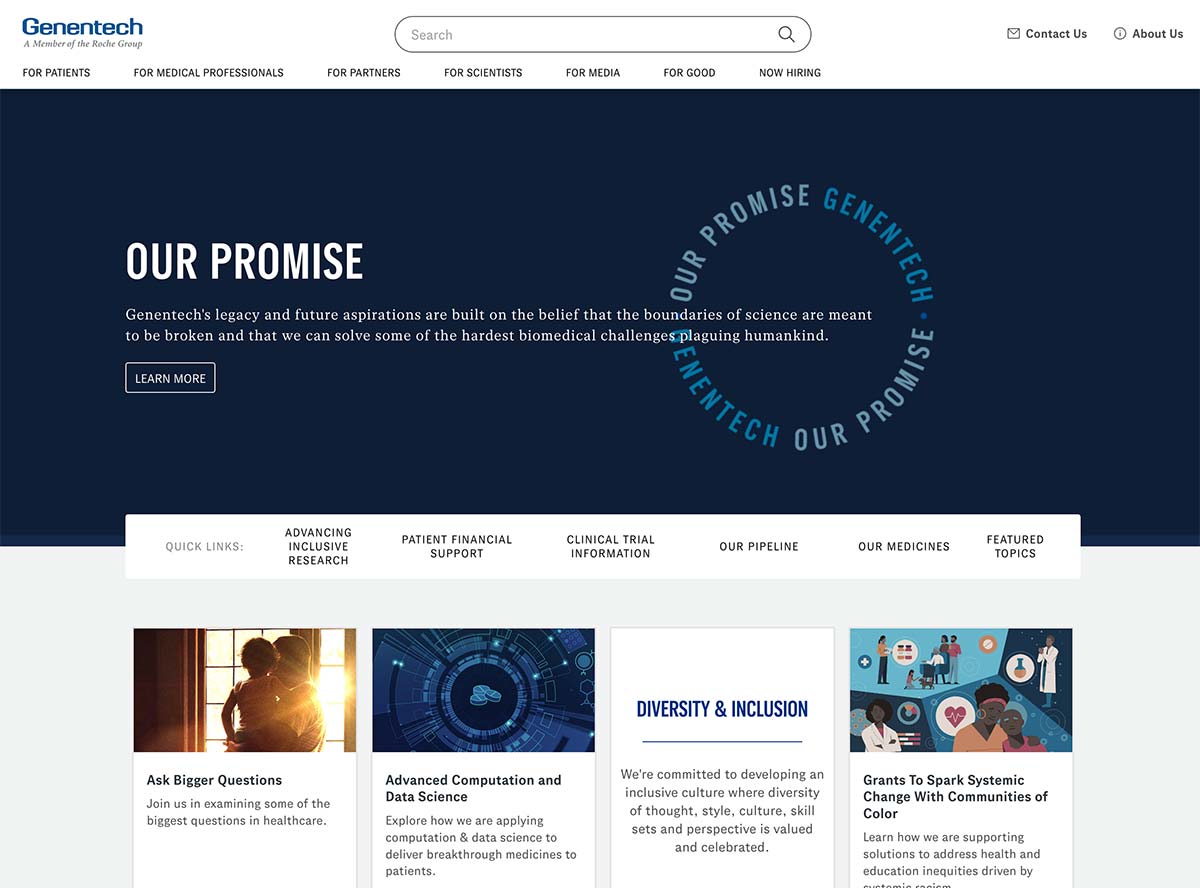 Genentech
A Member of the Roche Group
Search
Contact Us
About Us
FOR PATIENTS
FOR MEDICAL PROFESSIONALS
FOR PARTNERS
FOR SCIENTISTS
FOR MEDIA
FOR GOOD
NOW HIRING
OUR PROMISE
Genentech's legacy and future aspirations are built on the belief that the boundaries of science are meant
to be broken and that we can solve some of the hardest biomedical challenges plaguing humankind.
LEARN MORE
OUR PROMISE GENENTECH • OUR PROMISE GENENTECH •
QUICK LINKS:
ADVANCING
INCLUSIVE
RESEARCH
PATIENT FINANCIAL
SUPPORT
CLINICAL TRIAL
INFORMATION
OUR PIPELINE
OUR MEDICINES
FEATURED
TOPICS
Ask Bigger Questions
Join us in examining some of the
biggest questions in healthcare.
Advanced Computation and
Data Science
Explore how we are applying
computation & data science to
deliver breakthrough medicines to
patients.
DIVERSITY & INCLUSION
We're committed to developing an
inclusive culture where diversity
of thought, style, culture, skill
sets and perspective is valued
and celebrated.
Grants To Spark Systemic
Change With Communities of
Color
Learn how we are supporting
solutions to address health and
education inequities driven by
systemic racism